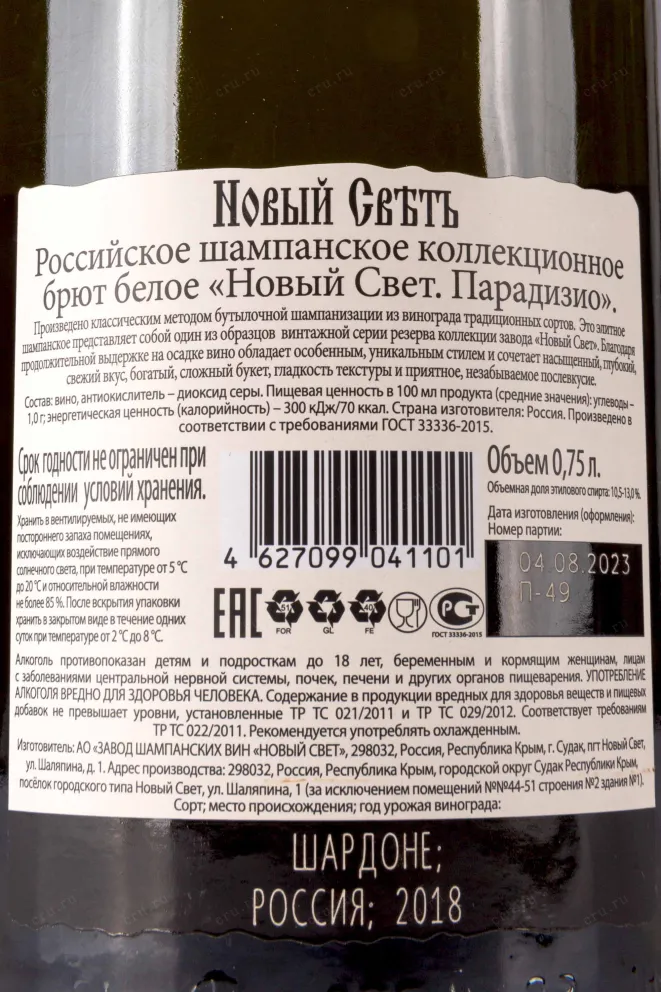 Новый Свѣтъ
Российское шампанское коллекционное
брют белое «Новый Свет. Парадизио».
Произведено классическим методом бутылочной шампанизации из винограда традиционных сортов. Это элитное
шампанское представляет собой один из образцов винтажной серии резерва коллекции завода «Новый Свет». Благодаря
продолжительной выдержке на осадке вино обладает особенным, уникальным стилем и сочетает насыщенный, глубокий,
свежий вкус, богатый, сложный букет, гладкость текстуры и приятное, незабываемое послевкусие.
Состав: вино, антиокислитель – диоксид серы. Пищевая ценность в 100 мл продукта (средние значения): углеводы –
1,0 г; энергетическая ценность (калорийность) – 300 кДж/70 ккал. Страна изготовителя: Россия. Произведено в
соответствии с требованиями ГОСТ 33336-2015.
Срок годности не ограничен при
соблюдении условий хранения.
Хранить в вентилируемых, не имеющих
постороннего запаха помещениях,
исключающих воздействие прямого
солнечного света, при температуре от 5 °С
до 20 °С и относительной влажности
не более 85 %. После вскрытия упаковки
хранить в закрытом виде в течение одних
суток при температуре от 2 °С до 8 °С.
4 627099 041101
Объем 0,75 л.
Объемная доля этилового спирта: 10,5-13,0 %.
Дата изготовления (оформления):
Номер партии:
04.08.2023
П-49
ЕАС
51
FOR
GL
40
FE
РСТ
ГОСТ 33336-2015
Алкоголь противопоказан детям и подросткам до 18 лет, беременным и кормящим женщинам, лицам
с заболеваниями центральной нервной системы, почек, печени и других органов пищеварения. УПОТРЕБЛЕНИЕ
АЛКОГОЛЯ ВРЕДНО ДЛЯ ЗДОРОВЬЯ ЧЕЛОВЕКА. Содержание в продукции вредных для здоровья веществ и пищевых
добавок не превышает уровни, установленные ТР ТС 021/2011 и ТР ТС 029/2012. Соответствует требованиям
ТР ТС 022/2011. Рекомендуется употреблять охлажденным.
Изготовитель: АО «ЗАВОД ШАМПАНСКИХ ВИН «НОВЫЙ СВЕТ», 298032, Россия, Республика Крым, г. Судак, пгт Новый Свет,
ул. Шаляпина, д. 1. Адрес производства: 298032, Россия, Республика Крым, городской округ Судак Республики Крым,
посёлок городского типа Новый Свет, ул. Шаляпина, 1 (за исключением помещений №№44-51 строения №2 здания №1).
Сорт; место происхождения; год урожая винограда:
ШАРДОНЕ;
РОССИЯ; 2018